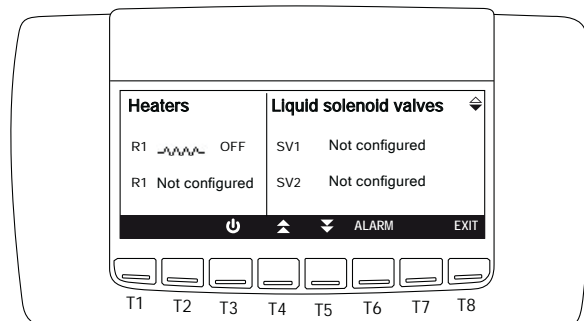 Heaters
Liquid solenoid valves
R1 OFF
SV1 Not configured
R1 Not configured
SV2 Not configured
ALARM EXIT
T1 T2 T3 T4 T5 T6 T7 T8